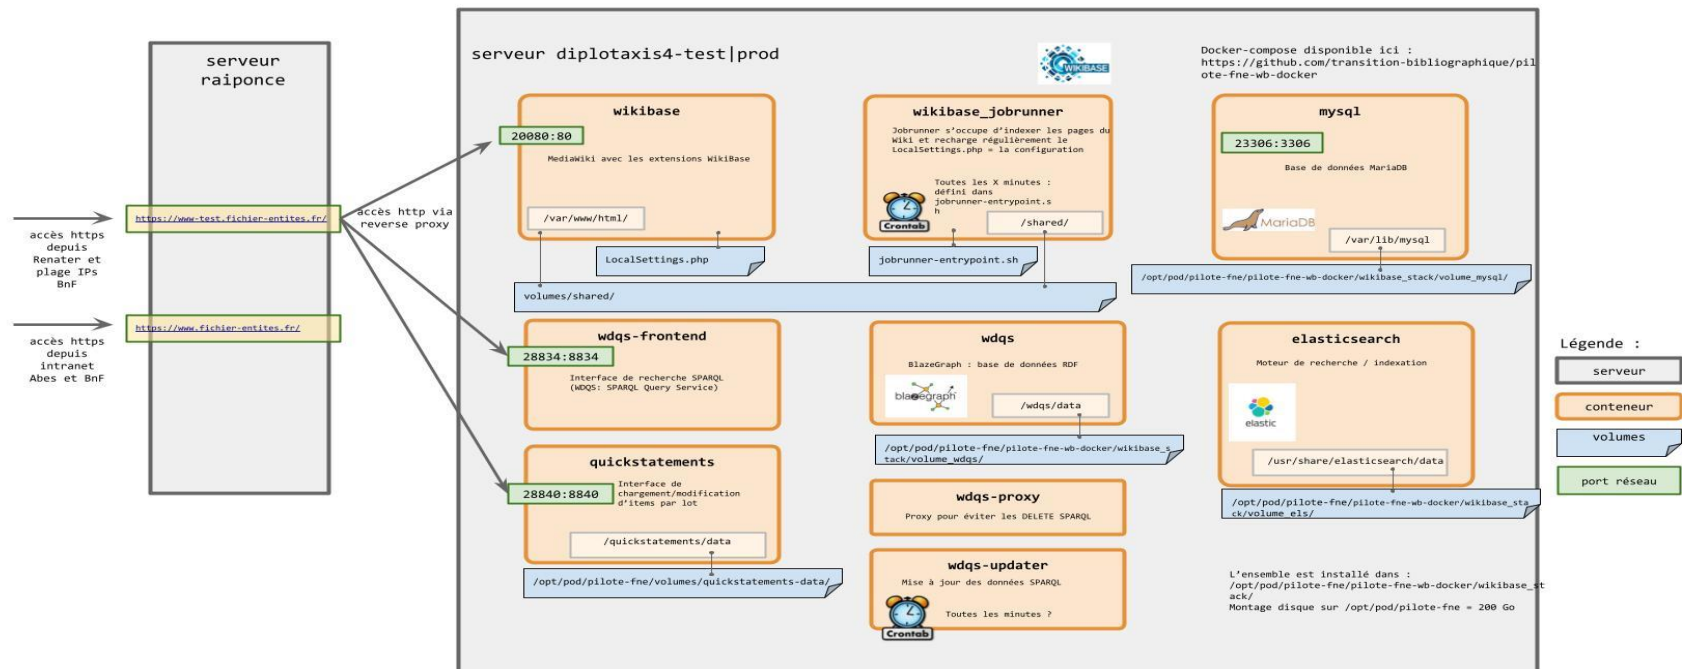 serveur
raiponce
https://www-test.fichier-entites.fr/
https://www.fichier-entites.fr/
accès https
depuis
Renater et
plage IPs
BnF
accès https
depuis
intranet
Abes et BnF
accès http via
reverse proxy
serveur diplotaxis4-test|prod
WIKIBASE
Docker-compose disponible ici :
https://github.com/transition-bibliographique/pil
ote-fne-wb-docker
wikibase
20080:80
MediaWiki avec les extensions WikiBase
/var/www/html/
LocalSettings.php
volumes/shared/
wikibase_jobrunner
Jobrunner s’occupe d’indexer les pages du
Wiki et recharge régulièrement le
LocalSettings.php = la configuration
Toutes les X minutes :
défini dans
jobrunner-entrypoint.s
h
Crontab
/shared/
jobrunner-entrypoint.sh
mysql
23306:3306
Base de données MariaDB
MariaDB
/var/lib/mysql
/opt/pod/pilote-fne/pilote-fne-wb-docker/wikibase_stack/volume_mysql/
wdqs-frontend
28834:8834
Interface de recherche SPARQL
(WDQS: SPARQL Query Service)
wdqs
BlazeGraph : base de données RDF
blazegraph
/wdqs/data
/opt/pod/pilote-fne/pilote-fne-wb-docker/wikibase_s
tack/volume_wdqs/
elasticsearch
Moteur de recherche / indexation
elastic
/usr/share/elasticsearch/data
/opt/pod/pilote-fne/pilote-fne-wb-docker/wikibase_sta
ck/volume_els/
quickstatements
28840:8840
Interface de
chargement/modification
d’items par lot
/quickstatements/data
/opt/pod/pilote-fne/volumes/quickstatements-data/
wdqs-proxy
Proxy pour éviter les DELETE SPARQL
wdqs-updater
Mise à jour des données SPARQL
Toutes les minutes ?
Crontab
L’ensemble est installé dans :
/opt/pod/pilote-fne/pilote-fne-wb-docker/wikibase_st
ack/
Montage disque sur /opt/pod/pilote-fne = 200 Go
Légende :
serveur
conteneur
volumes
port réseau